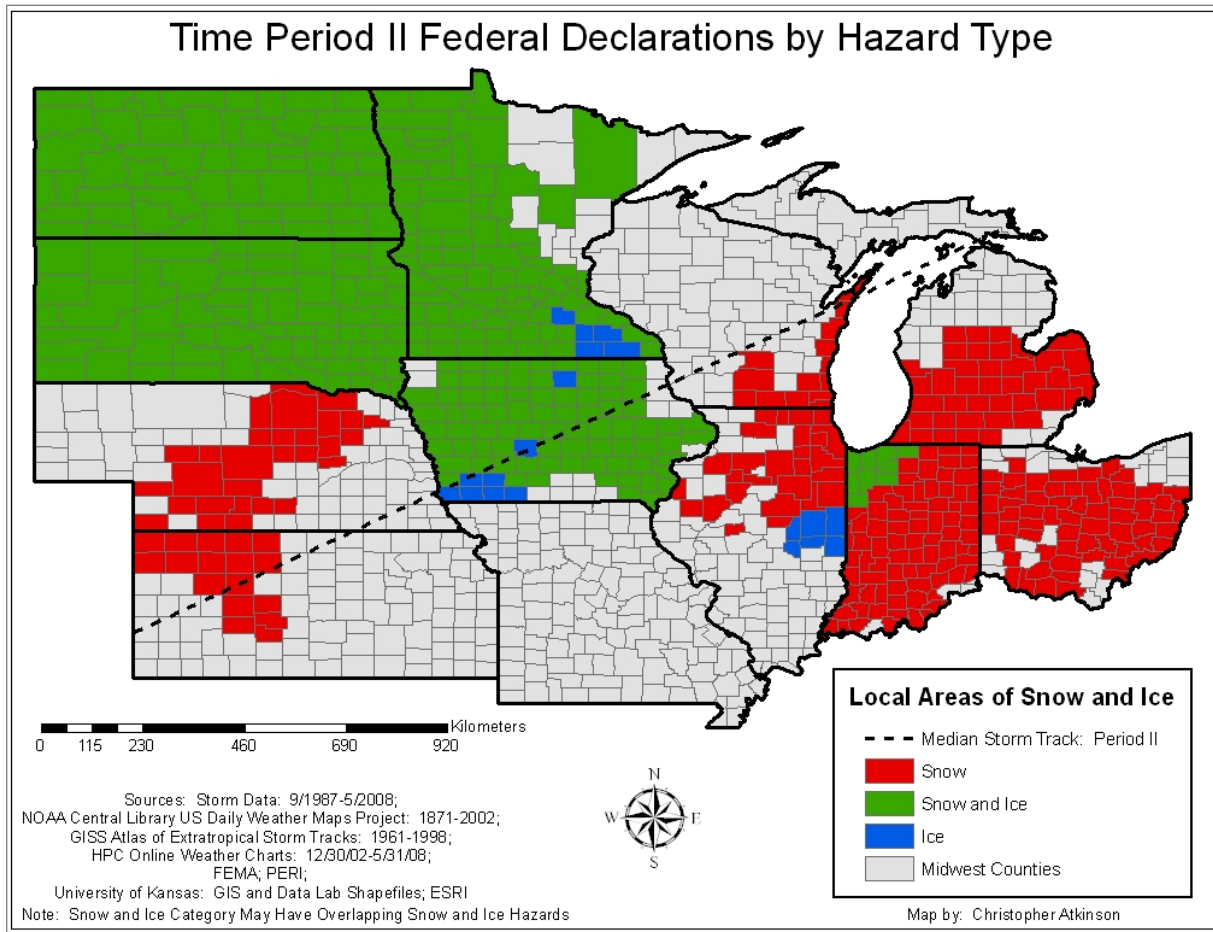 Time Period II Federal Declarations by Hazard Type
Local Areas of Snow and Ice
Median Storm Track:  Period II
Snow
Snow and Ice
Ice
Midwest Counties
Kilometers
0 115 230 460 690 920
N
W E
S
Sources:  Storm Data:  9/1987-5/2008;
NOAA Central Library US Daily Weather Maps Project:  1871-2002;
GISS Atlas of Extratropical Storm Tracks:  1961-1998;
HPC Online Weather Charts:  12/30/02-5/31/08;
FEMA; PERI;
University of Kansas:  GIS and Data Lab Shapefiles; ESRI
Note:  Snow and Ice Category May Have Overlapping Snow and Ice Hazards
Map by:  Christopher Atkinson